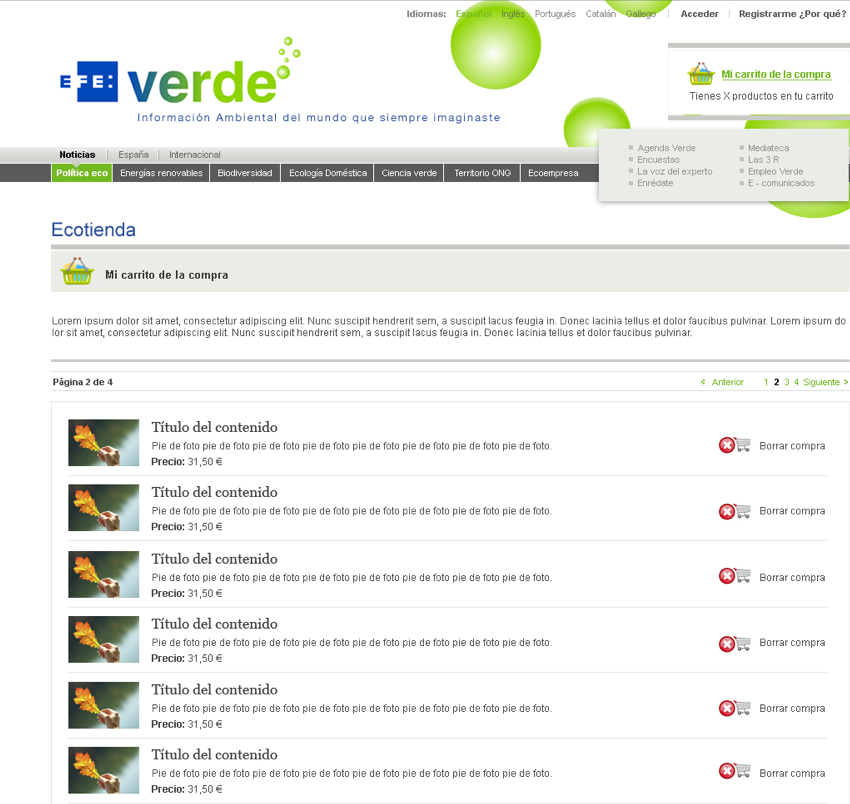 Idiomas: Español Inglés Portugués Catalán Gallego Acceder Registrarme ¿Por qué?
EFE: verde
Información Ambiental del mundo que siempre imaginaste
Mi carrito de la compra
Tienes X productos en tu carrito
Noticias España Internacional
Política eco Energías renovables Biodiversidad Ecología Doméstica Ciencia verde Territorio ONG Ecoempresa
Agenda Verde Mediateca
Encuestas Las 3 R
La voz del experto Empleo Verde
Enrédate E - comunicados
Ecotienda
Mi carrito de la compra
Lorem ipsum dolor sit amet, consectetur adipiscing elit. Nunc suscipit hendrerit sem, a suscipit lacus feugia in. Donec lacinia tellus et dolor faucibus pulvinar. Lorem ipsum do
lor sit amet, consectetur adipiscing elit. Nunc suscipit hendrerit sem, a suscipit lacus feugia in. Donec lacinia tellus et dolor faucibus pulvinar.
Página 2 de 4 < Anterior 1 2 3 4 Siguiente >
Título del contenido
Pie de foto pie de foto pie de foto pie de foto pie de foto pie de foto pie de foto pie de foto.
Precio: 31,50 €
Borrar compra
Título del contenido
Pie de foto pie de foto pie de foto pie de foto pie de foto pie de foto pie de foto pie de foto.
Precio: 31,50 €
Borrar compra
Título del contenido
Pie de foto pie de foto pie de foto pie de foto pie de foto pie de foto pie de foto pie de foto.
Precio: 31,50 €
Borrar compra
Título del contenido
Pie de foto pie de foto pie de foto pie de foto pie de foto pie de foto pie de foto pie de foto.
Precio: 31,50 €
Borrar compra
Título del contenido
Pie de foto pie de foto pie de foto pie de foto pie de foto pie de foto pie de foto pie de foto.
Precio: 31,50 €
Borrar compra
Título del contenido
Pie de foto pie de foto pie de foto pie de foto pie de foto pie de foto pie de foto pie de foto.
Precio: 31,50 €
Borrar compra